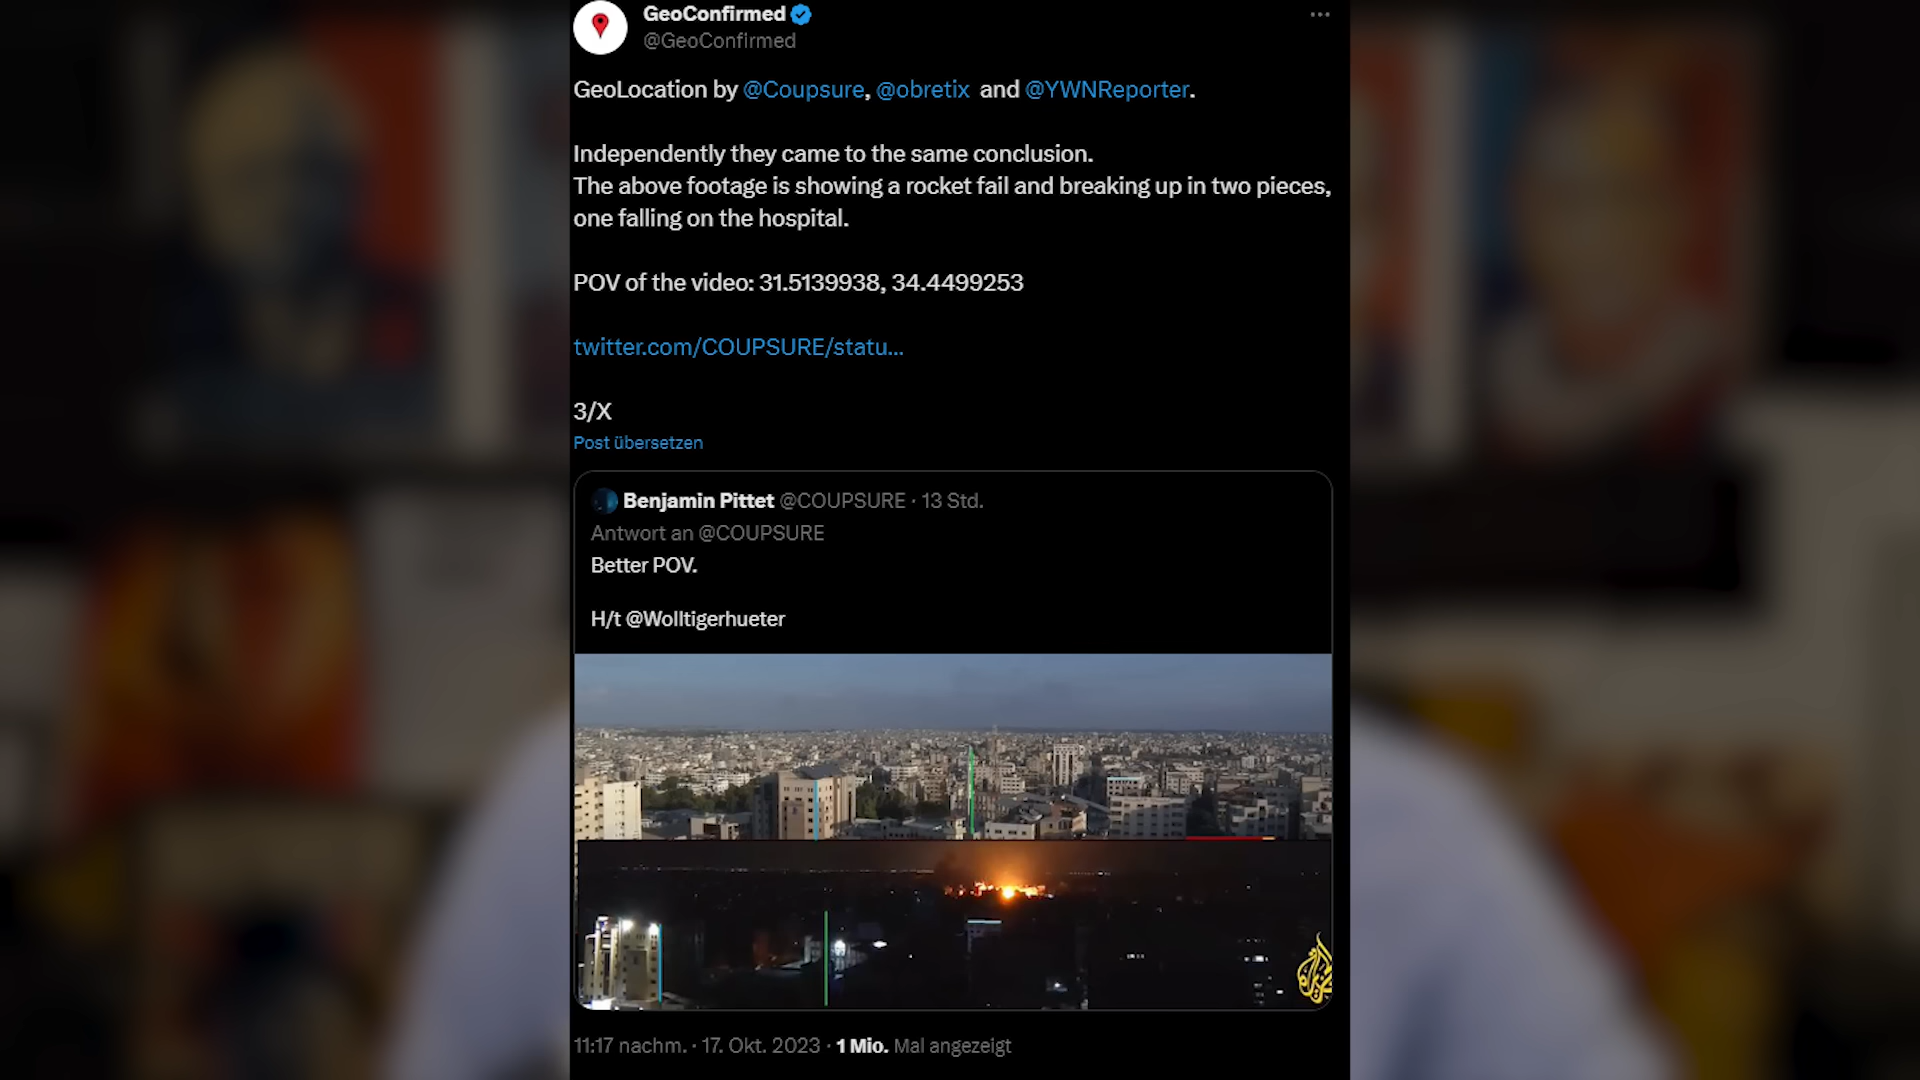 GeoConfirmed
@GeoConfirmed
GeoLocation by @Coupsure, @obretix and @YWNReporter.
Independently they came to the same conclusion.
The above footage is showing a rocket fail and breaking up in two pieces,
one falling on the hospital.
POV of the video: 31.5139938, 34.4499253
twitter.com/COUPSURE/statu...
3/X
Post übersetzen
Benjamin Pittet @COUPSURE · 13 Std.
Antwort an @COUPSURE
Better POV.
H/t @Wolltigerhueter
11:17 nachm. · 17. Okt. 2023 · 1 Mio. Mal angezeigt